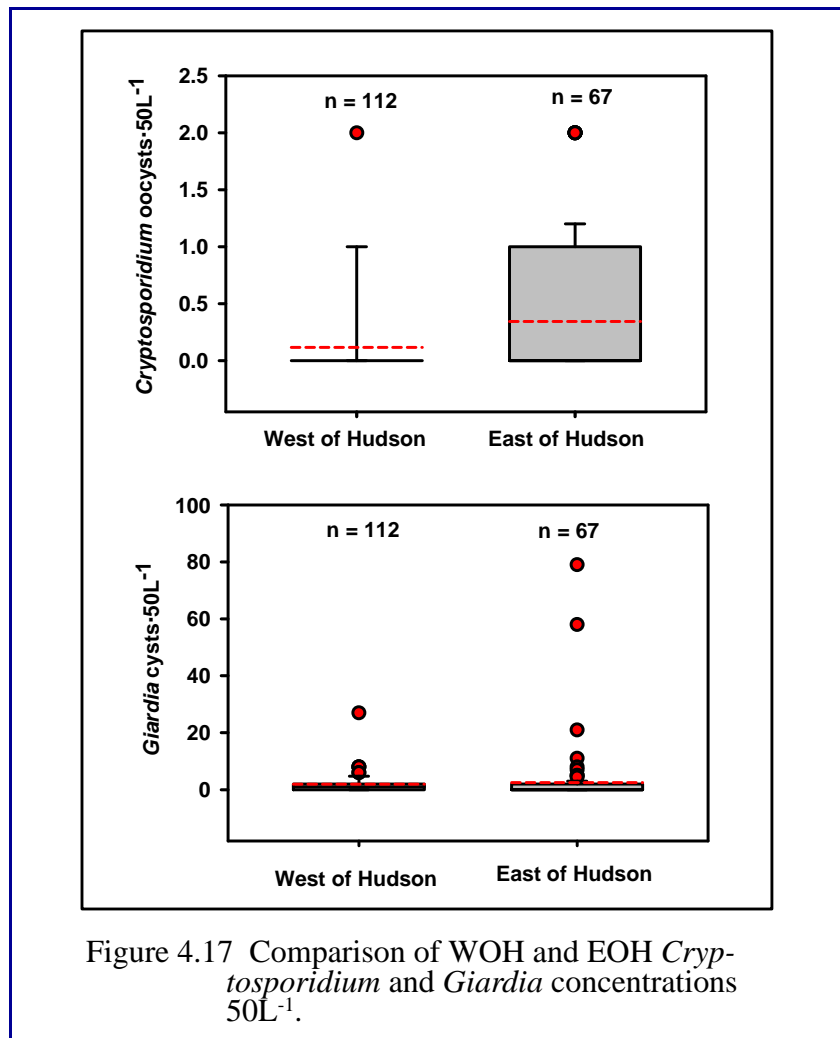 Cryptosporidium oocysts·50L-1
2.5
2.0
1.5
1.0
0.5
0.0
n = 112
n = 67
West of Hudson
East of Hudson
Giardia cysts·50L-1
100
80
60
40
20
0
n = 112
n = 67
West of Hudson
East of Hudson
Figure 4.17 Comparison of WOH and EOH Cryp-
tosporidium and Giardia concentrations
50L-1.